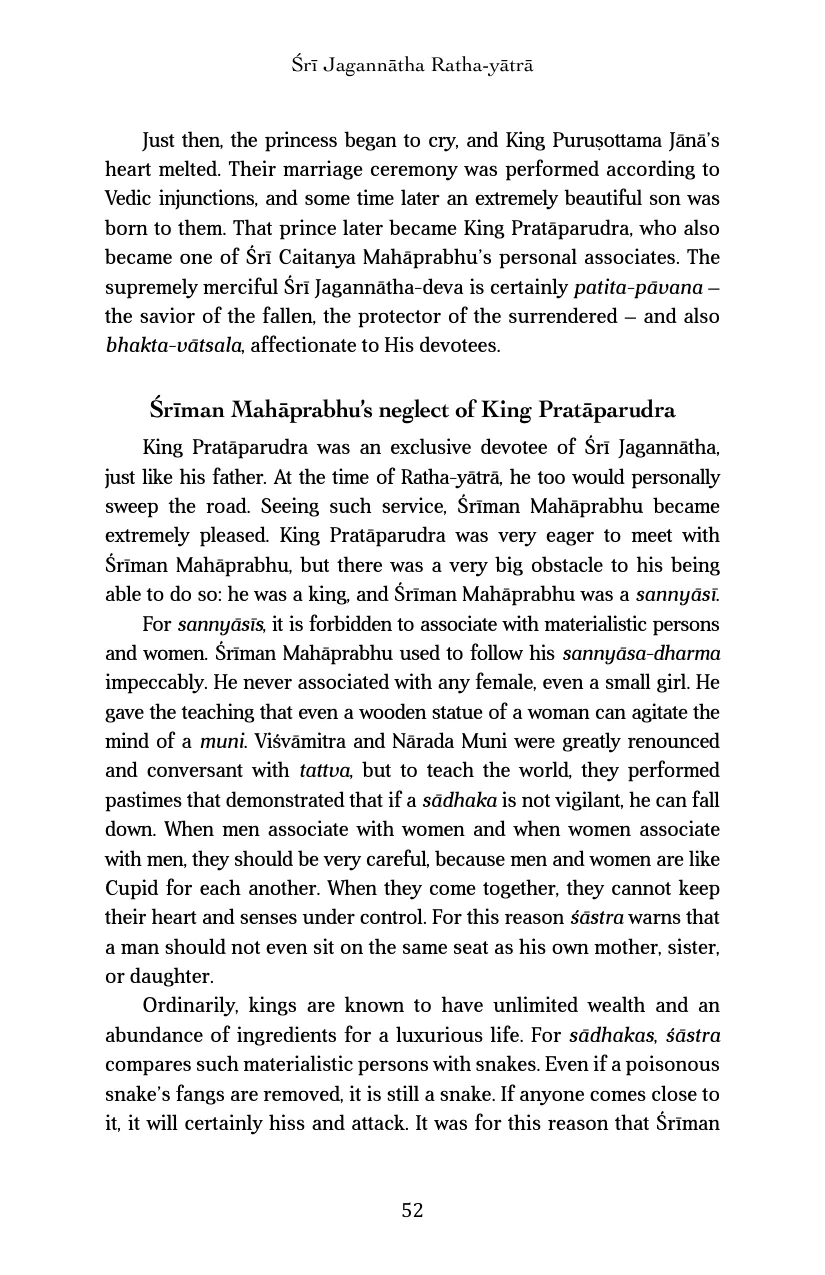 Śrī Jagannātha Ratha-yātrā
Just then, the princess began to cry, and King Puruṣottama Jānā’s
heart melted. Their marriage ceremony was performed according to
Vedic injunctions, and some time later an extremely beautiful son was
born to them. That prince later became King Pratāparudra, who also
became one of Śrī Caitanya Mahāprabhu’s personal associates. The
supremely merciful Śrī Jagannātha-deva is certainly patita-pāvana –
the savior of the fallen, the protector of the surrendered – and also
bhakta-vātsala, affectionate to His devotees.
Śrīman Mahāprabhu’s neglect of King Pratāparudra
King Pratāparudra was an exclusive devotee of Śrī Jagannātha,
just like his father. At the time of Ratha-yātrā, he too would personally
sweep the road. Seeing such service, Śrīman Mahāprabhu became
extremely pleased. King Pratāparudra was very eager to meet with
Śrīman Mahāprabhu, but there was a very big obstacle to his being
able to do so: he was a king, and Śrīman Mahāprabhu was a sannyāsī.
For sannyāsīs, it is forbidden to associate with materialistic persons
and women. Śrīman Mahāprabhu used to follow his sannyāsa-dharma
impeccably. He never associated with any female, even a small girl. He
gave the teaching that even a wooden statue of a woman can agitate the
mind of a muni. Viśvāmitra and Nārada Muni were greatly renounced
and conversant with tattva, but to teach the world, they performed
pastimes that demonstrated that if a sādhaka is not vigilant, he can fall
down. When men associate with women and when women associate
with men, they should be very careful, because men and women are like
Cupid for each another. When they come together, they cannot keep
their heart and senses under control. For this reason śāstra warns that
a man should not even sit on the same seat as his own mother, sister,
or daughter.
Ordinarily, kings are known to have unlimited wealth and an
abundance of ingredients for a luxurious life. For sādhakas, śāstra
compares such materialistic persons with snakes. Even if a poisonous
snake’s fangs are removed, it is still a snake. If anyone comes close to
it, it will certainly hiss and attack. It was for this reason that Śrīman
52